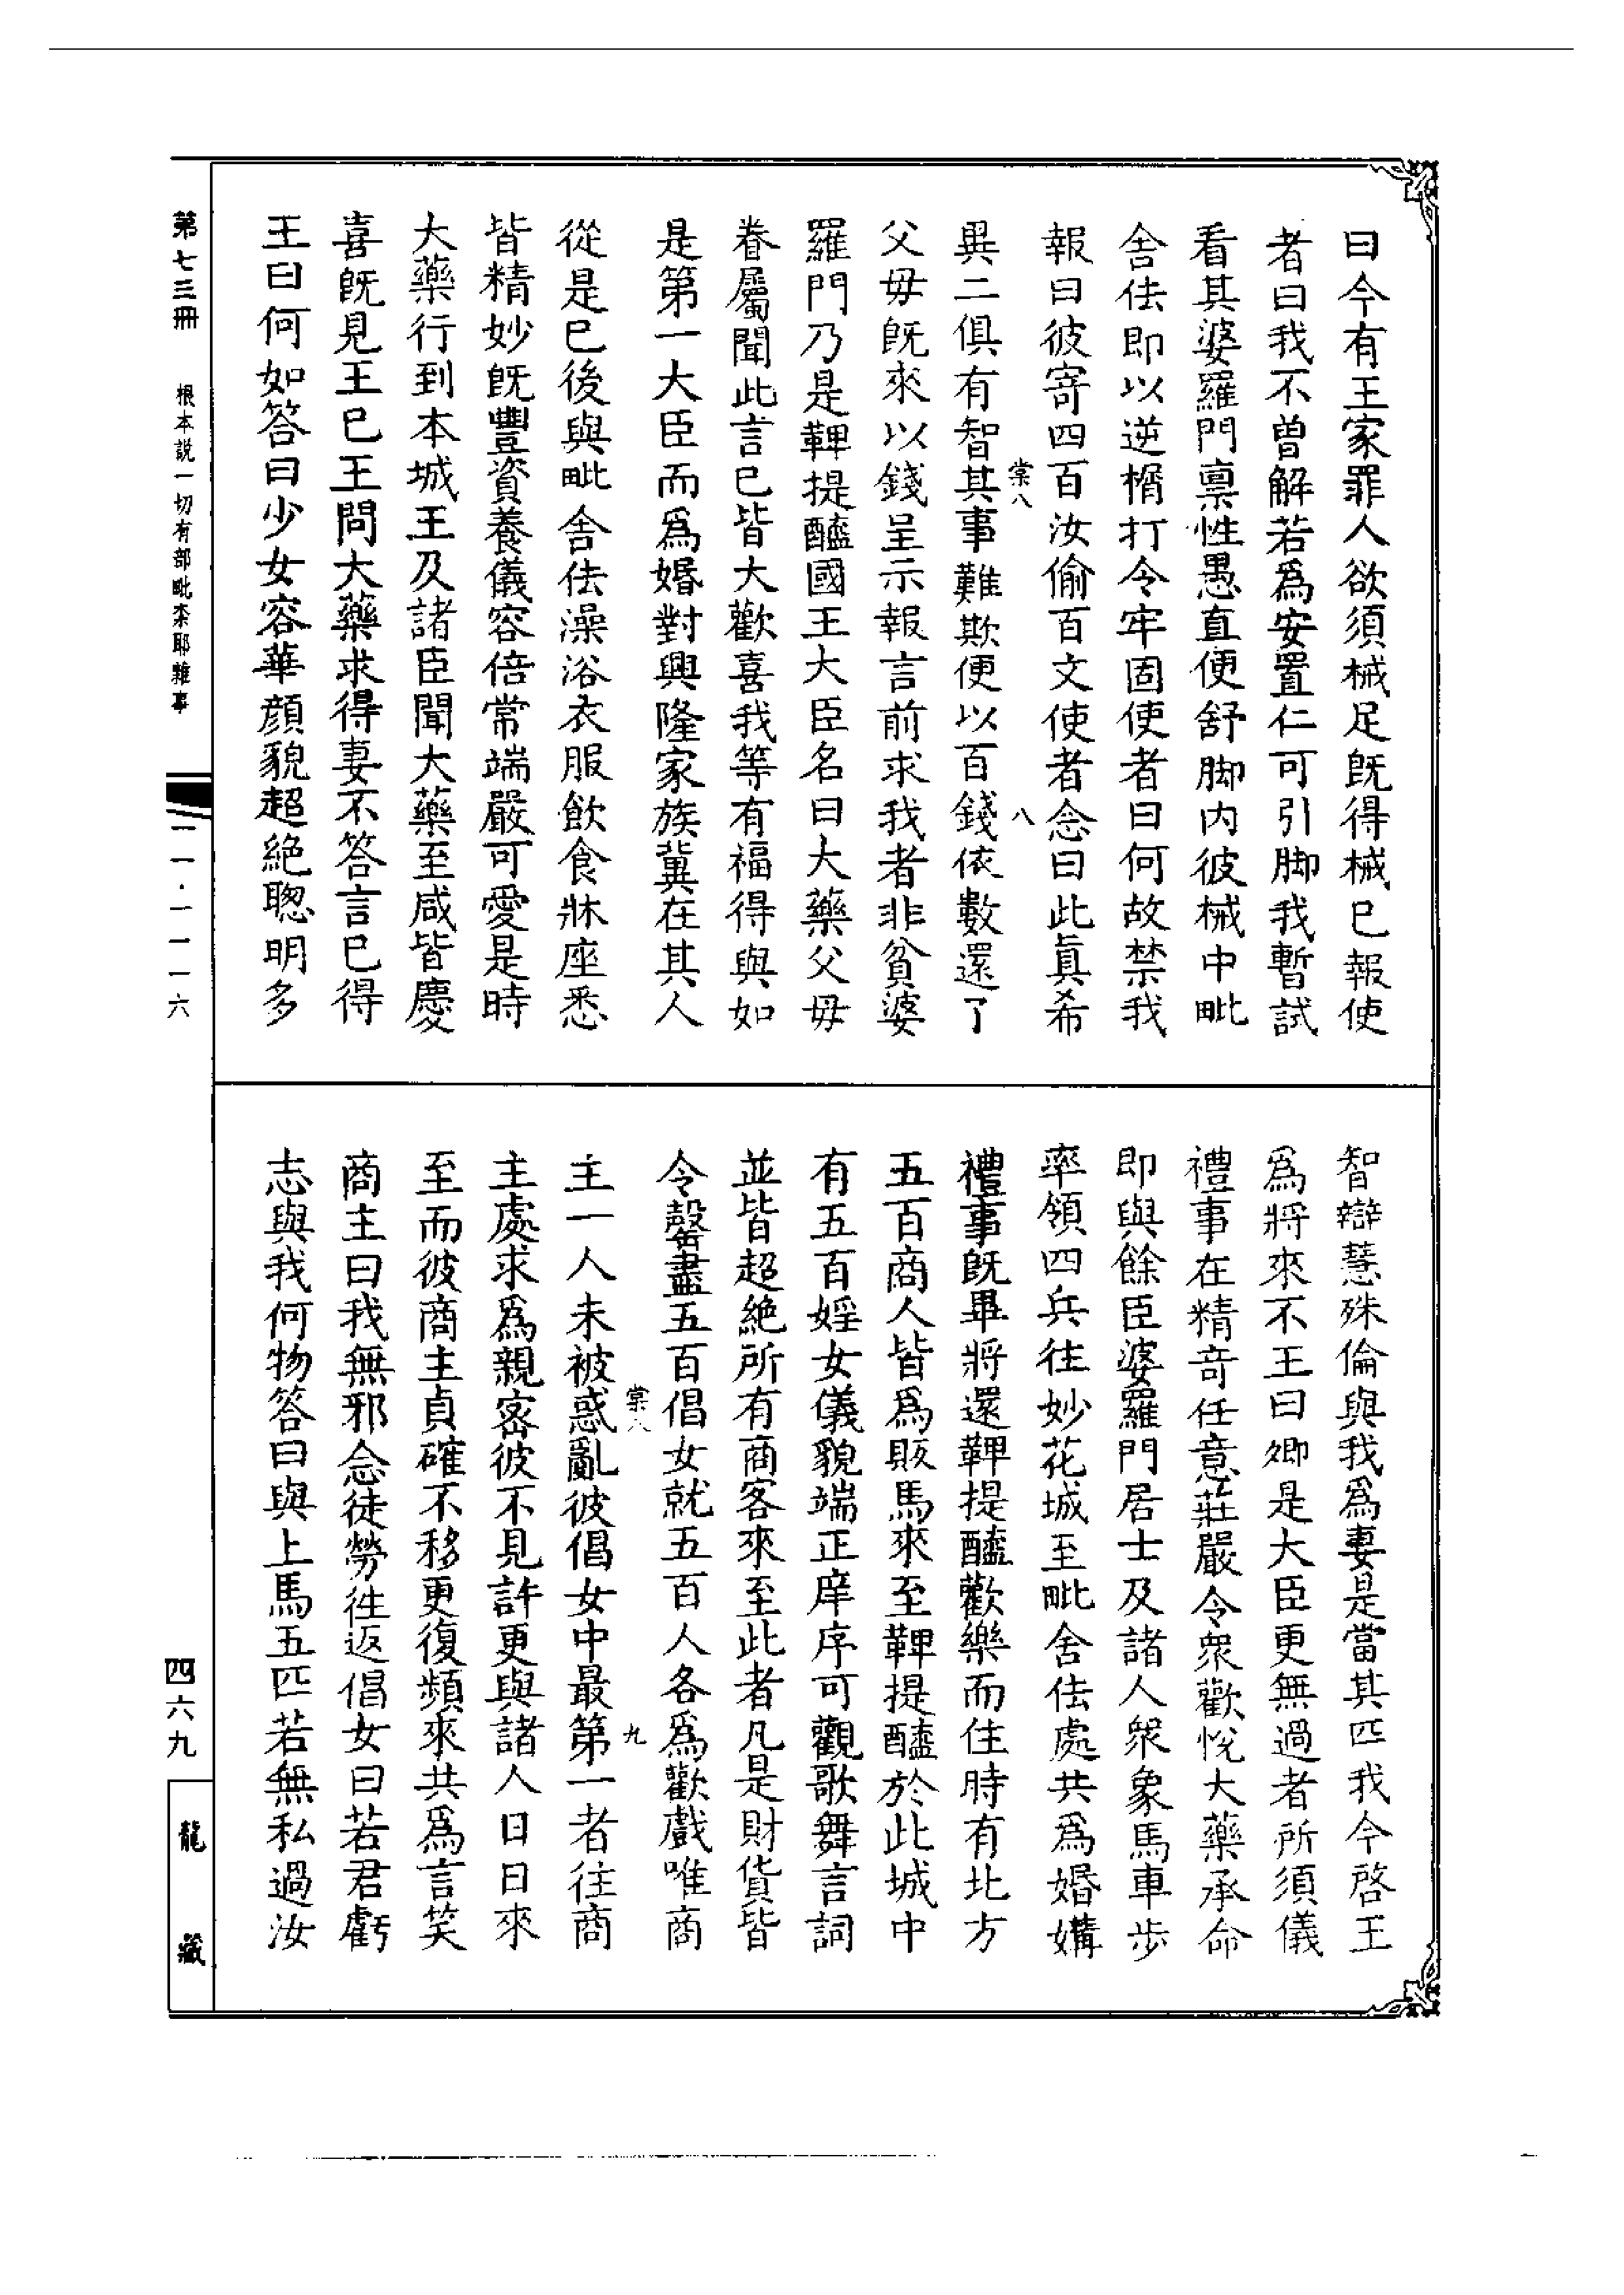 曰今有王家罪人欲須械足旣得械已報使
者曰我不曾解若爲安置仁可引脚我暫試
看其婆羅門禀性愚直便舒脚内彼械中毗
舍佉即以逆楔打令牢固使者曰何故禁我
報曰彼寄四百汝偷百文使者念曰此眞希
棠八
八
異二俱有智其事難欺便以百錢依數還了
父毋旣來以錢呈示報言前求我者非貧婆
羅門乃是鞞提醯國王大臣名曰大藥父毋
眷屬聞此言已皆大歡喜我等有福得與如
是第一大臣而爲婚對興隆家族冀在其人
從是已後與毗舍佉澡浴衣服飲食牀座悉
皆精妙旣豐資養儀容倍常端嚴可愛是時
大藥行到本城王及諸臣聞大藥至咸皆慶
喜旣見王已王問大藥求得妻不答言已得
王曰何如答曰少女容華顔貌超絶聰明多
智辯慧殊倫與我爲妻是當其匹我今啓王
爲將來不王曰卿是大臣更無過者所須儀
禮事在精奇任意莊嚴令衆歡悅大藥承命
即與餘臣婆羅門居士及諸人衆象馬車步
率領四兵往妙花城至毗舍佉處共爲婚媾
禮事旣畢將還鞞提醯歡樂而住時有北方
五百商人皆爲販馬來至鞞提醯於此城中
有五百婬女儀貌端正庠序可觀歌舞言詞
並皆超絶所有商客來至此者凡是財貨皆
令罄盡五百倡女就五百人各爲歡戲唯商
棠八
九
主一人未被惑亂彼倡女中最第一者往商
主處求爲親密彼不見許更與諸人日日來
至而彼商主貞確不移更復頻來共爲言笑
商主曰我無邪念徒勞往返倡女曰若君虧
志與我何物答曰與上馬五匹若無私過汝
第七三冊
根本説一切有部毗柰耶雜事
一一·一一一六
四六九
龍藏